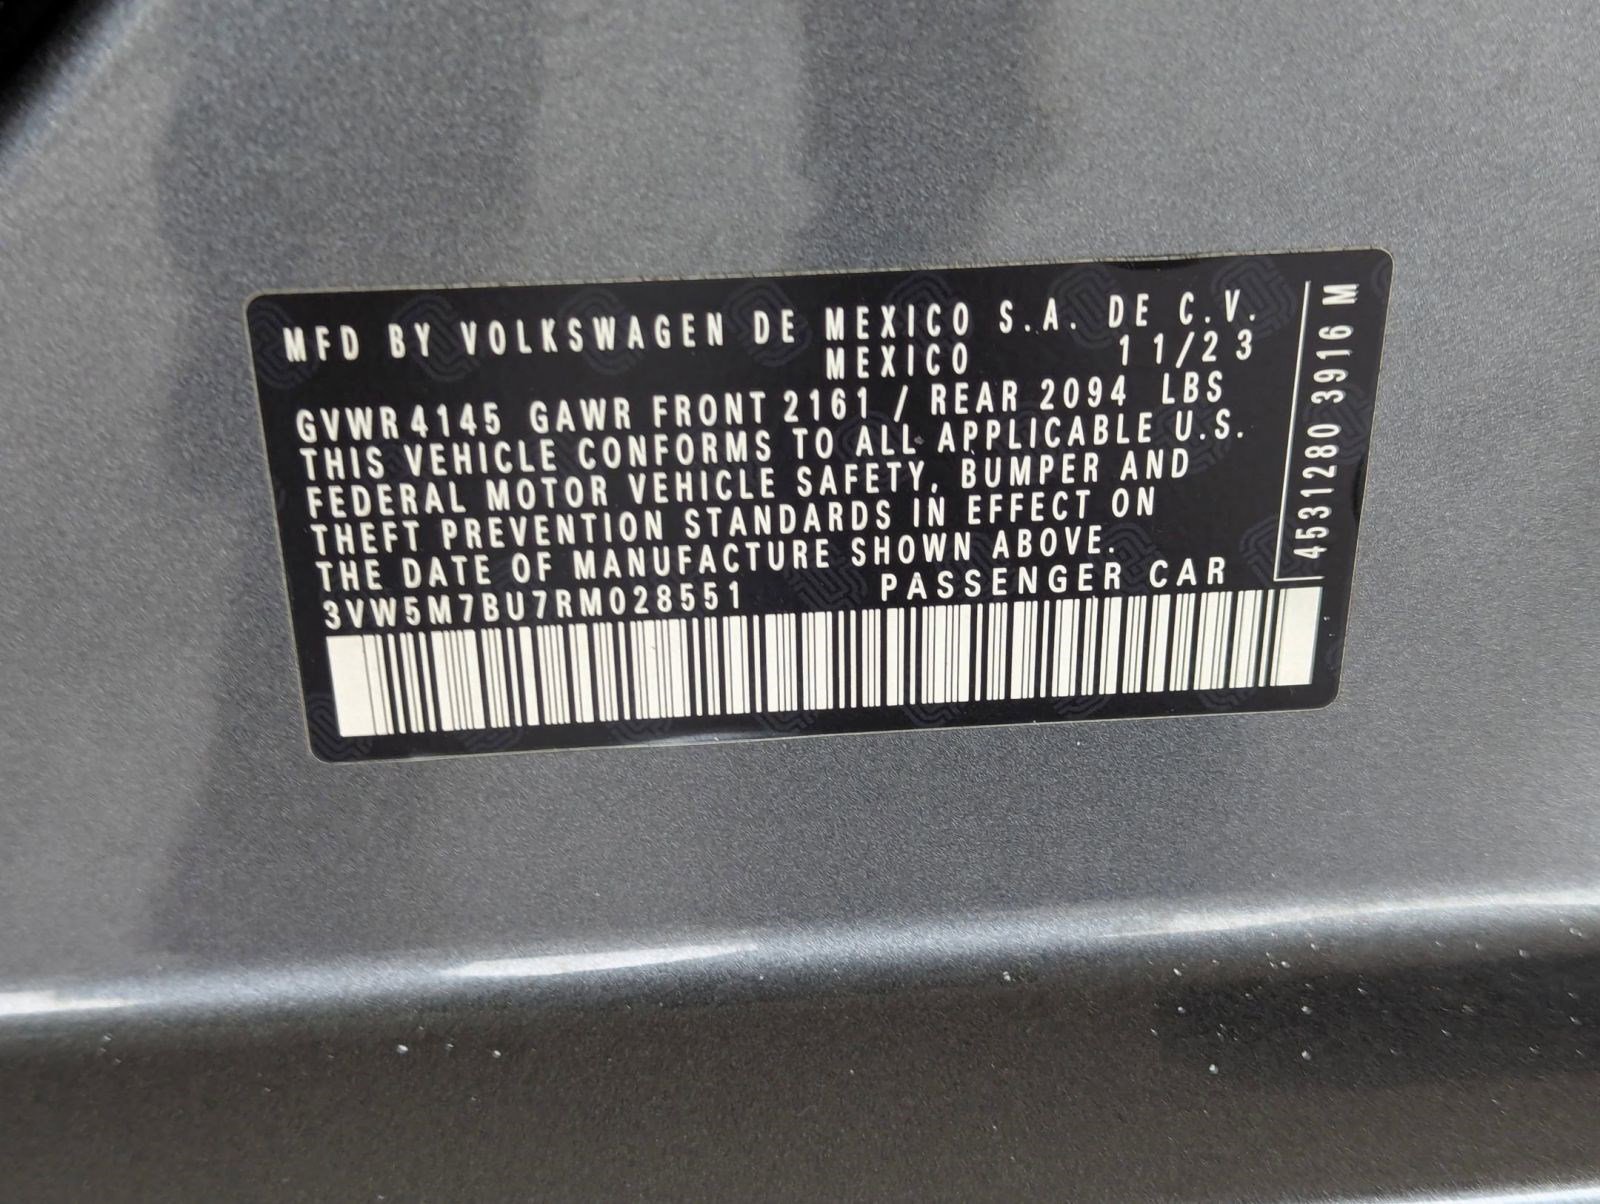 MFD BY VOLKSWAGEN DE MEXICO S.A. DE C.V.
MEXICO 11/23
GVWR 4145 GAWR FRONT 2161 / REAR 2094 LBS
THIS VEHICLE CONFORMS TO ALL APPLICABLE U.S.
FEDERAL MOTOR VEHICLE SAFETY, BUMPER AND
THEFT PREVENTION STANDARDS IN EFFECT ON
THE DATE OF MANUFACTURE SHOWN ABOVE.
3VW5M7BU7RM028551 PASSENGER CAR
4531280 3916 M